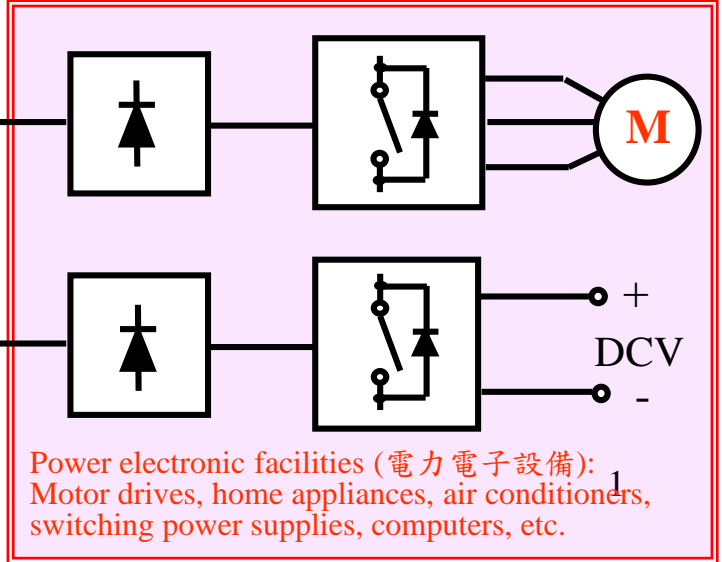 M
+
DCV
-
Power electronic facilities (電力電子設備):
1
Motor drives, home appliances, air conditioners,
switching power supplies, computers, etc.